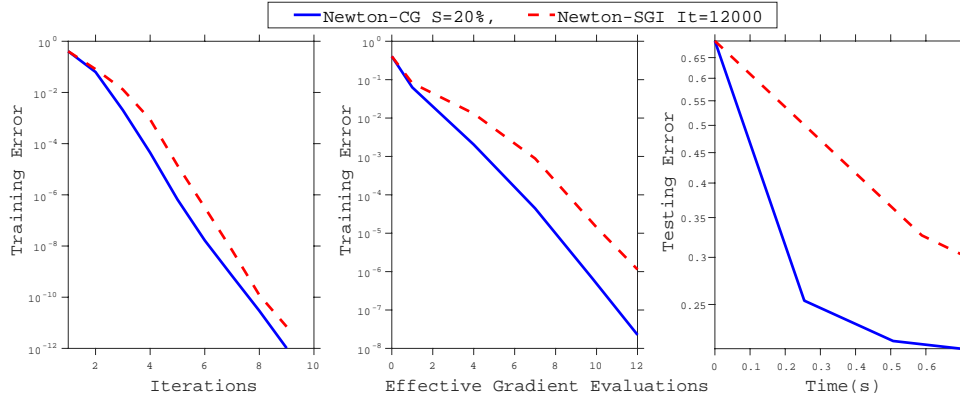 Newton-CG S=20%, Newton-SGI It=12000
Training Error
10^0
10^-2
10^-4
10^-6
10^-8
10^-10
10^-12
2 4 6 8 10
Iterations
Training Error
10^0
10^-1
10^-2
10^-3
10^-4
10^-5
10^-6
10^-7
10^-8
0 2 4 6 8 10 12
Effective Gradient Evaluations
Testing Error
0.65
0.6
0.55
0.5
0.45
0.4
0.35
0.3
0.25
0 0.1 0.2 0.3 0.4 0.5 0.6
Time(s)